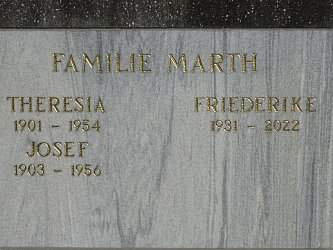 FAMILIE MARTH
THERESIA
1901 – 1954
JOSEF
1903 – 1956
FRIEDERIKE
1931 – 2022